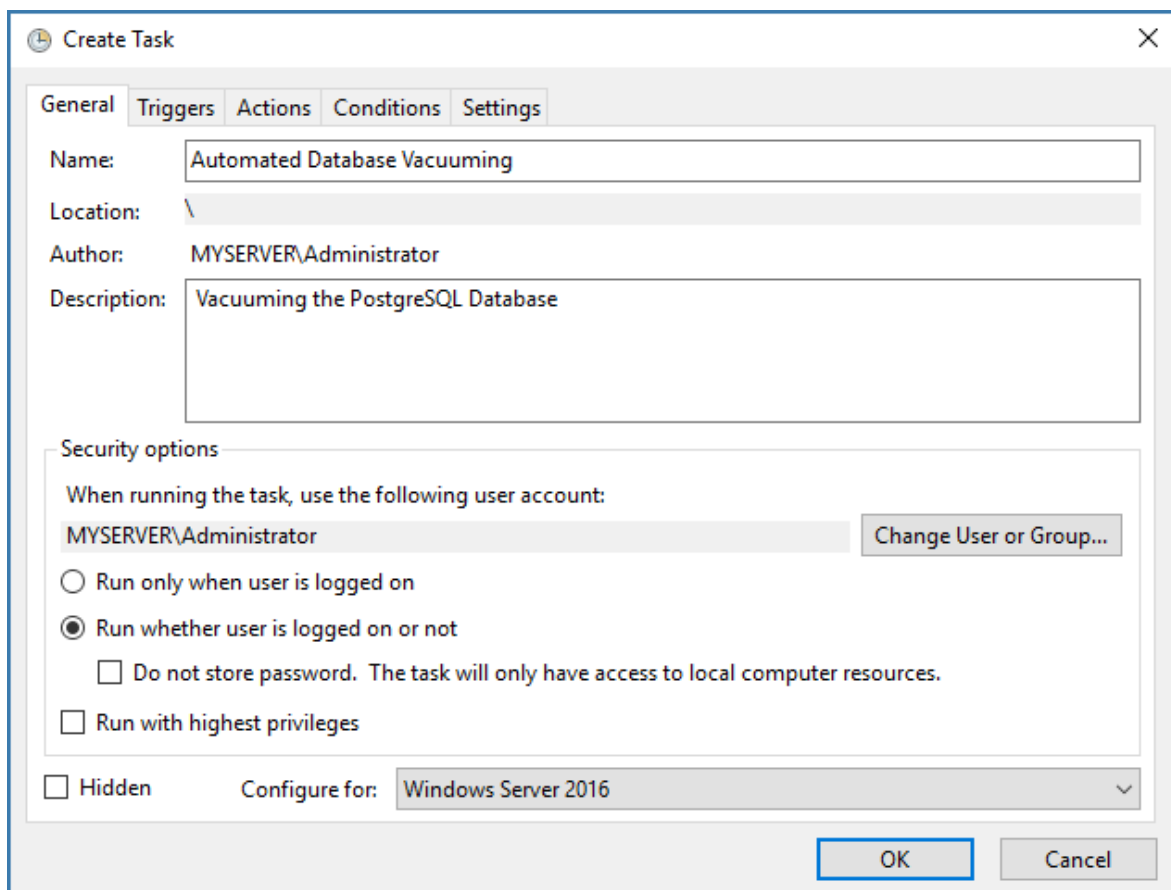 Create Task
General Triggers Actions Conditions Settings
Name: Automated Database Vacuuming
Location: \
Author: MYSERVER\Administrator
Description: Vacuuming the PostgreSQL Database
Security options
When running the task, use the following user account:
MYSERVER\Administrator Change User or Group...
Run only when user is logged on
Run whether user is logged on or not
Do not store password. The task will only have access to local computer resources.
Run with highest privileges
Hidden Configure for: Windows Server 2016
OK Cancel